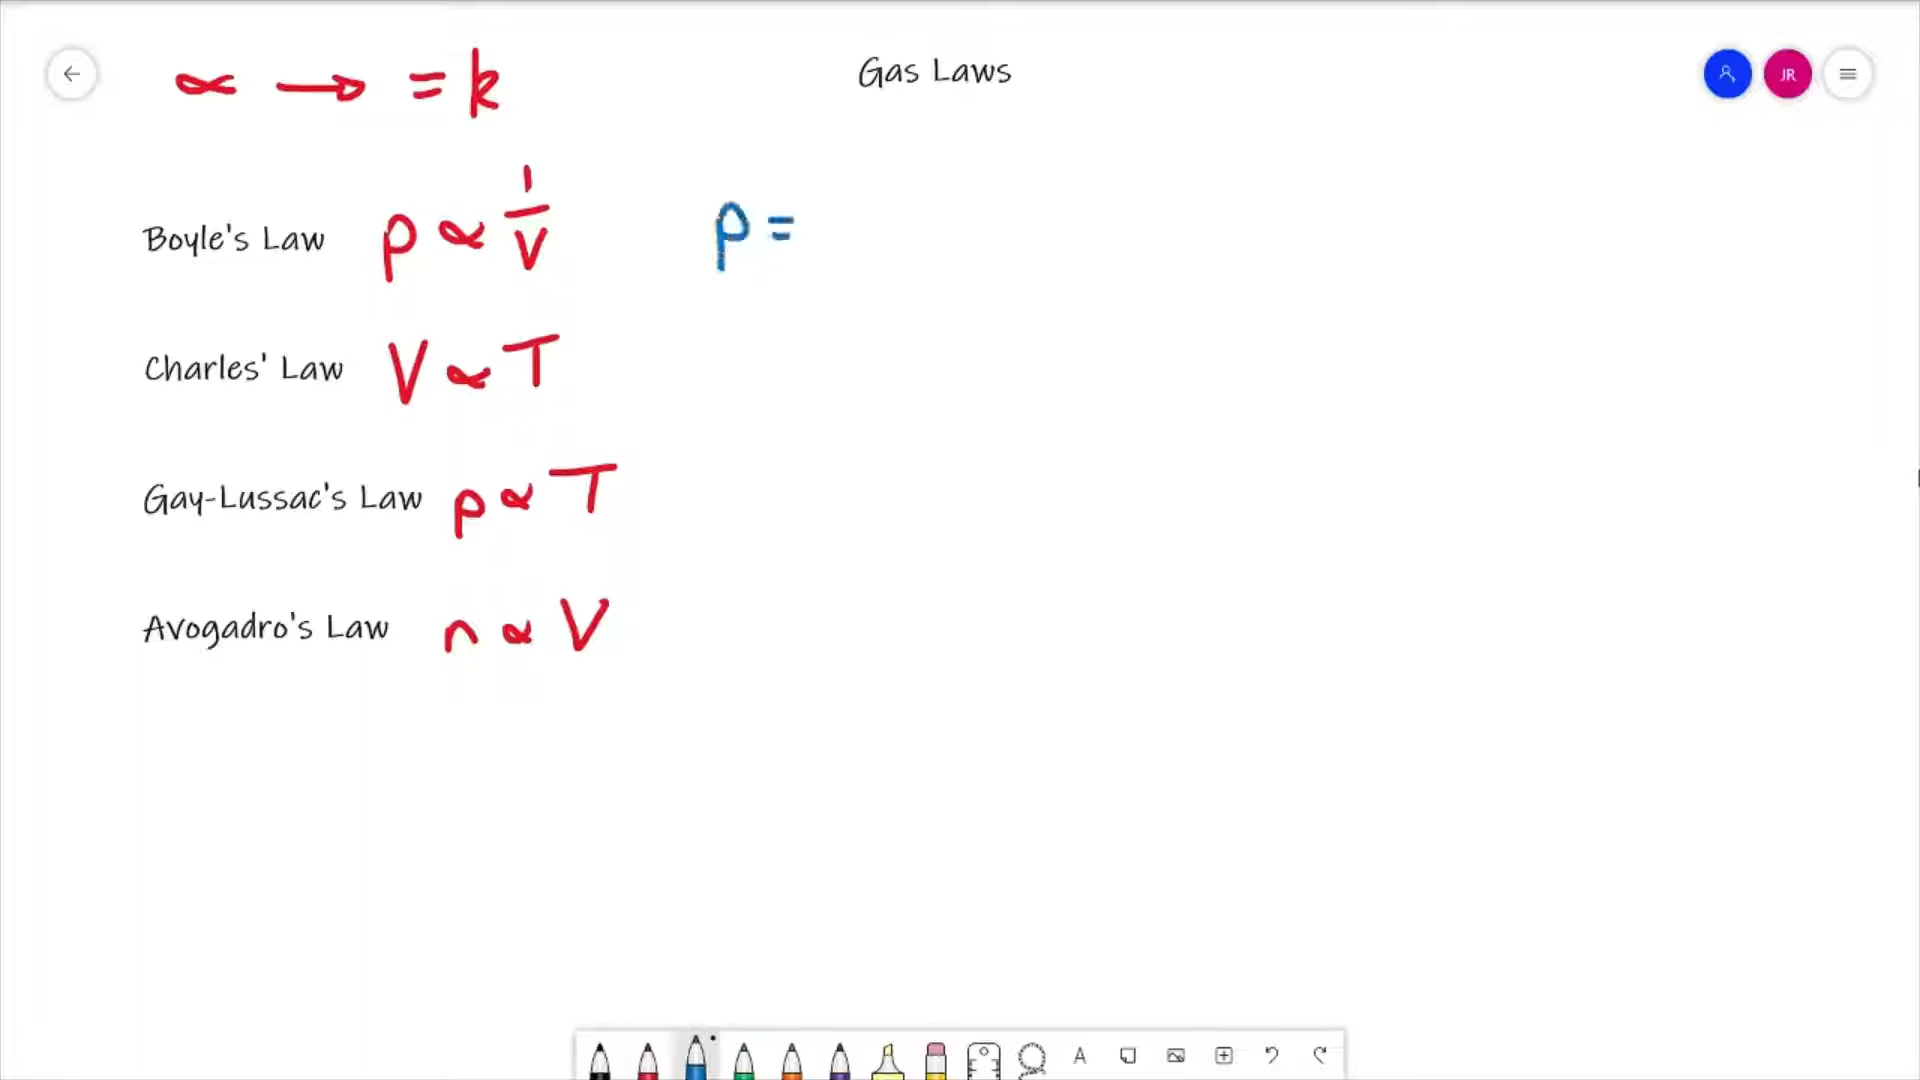 Gas Laws
JR
∝ → = k
Boyle's Law p ∝ 1/V p =
Charles' Law V ∝ T
Gay-Lussac's Law p ∝ T
Avogadro's Law n ∝ V
A